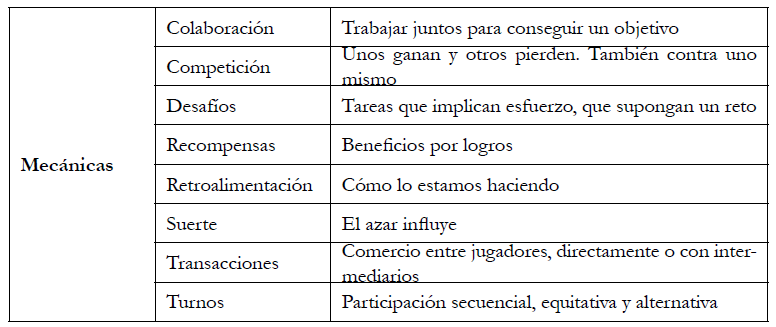 Colaboración Trabajar juntos para conseguir un objetivo
Competición Unos ganan y otros pierden. También contra uno
mismo
Desafíos Tareas que implican esfuerzo, que supongan un reto
Recompensas Beneficios por logros
Mecánicas
Retroalimentación Cómo lo estamos haciendo
Suerte El azar influye
Transacciones Comercio entre jugadores, directamente o con inter-
mediarios
Turnos Participación secuencial, equitativa y alternativa